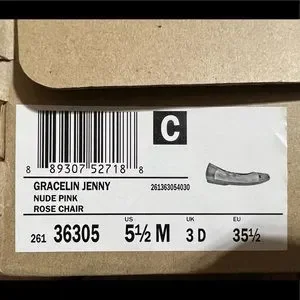 C
8 89307 52718 8
GRACELIN JENNY
261363054030
NUDE PINK
ROSE CHAIR
US UK EU
261 36305 5½ M 3 D 35½